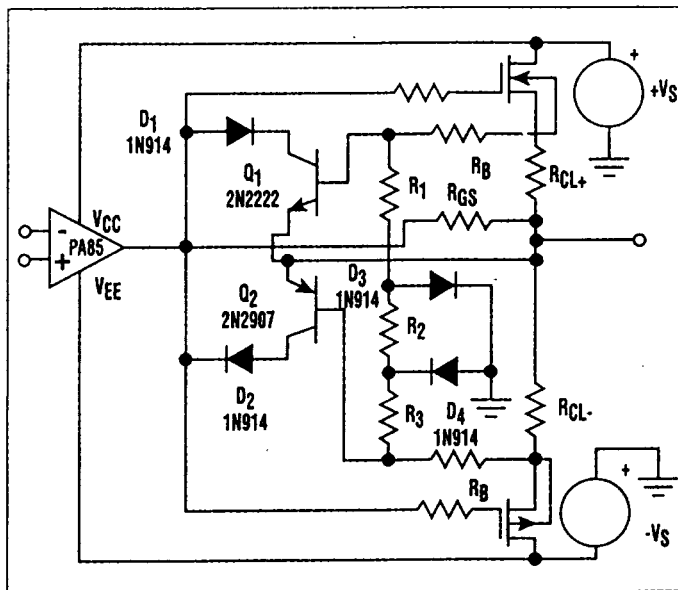 +
+VS
D1
1N914
RB
RCL+
Q1
2N2222
R1
RGS
VCC
-
PA85
+
VEE
D3
1N914
Q2
2N2907
R2
D2
1N914
R3
D4
1N914
RCL-
RB
+
-VS